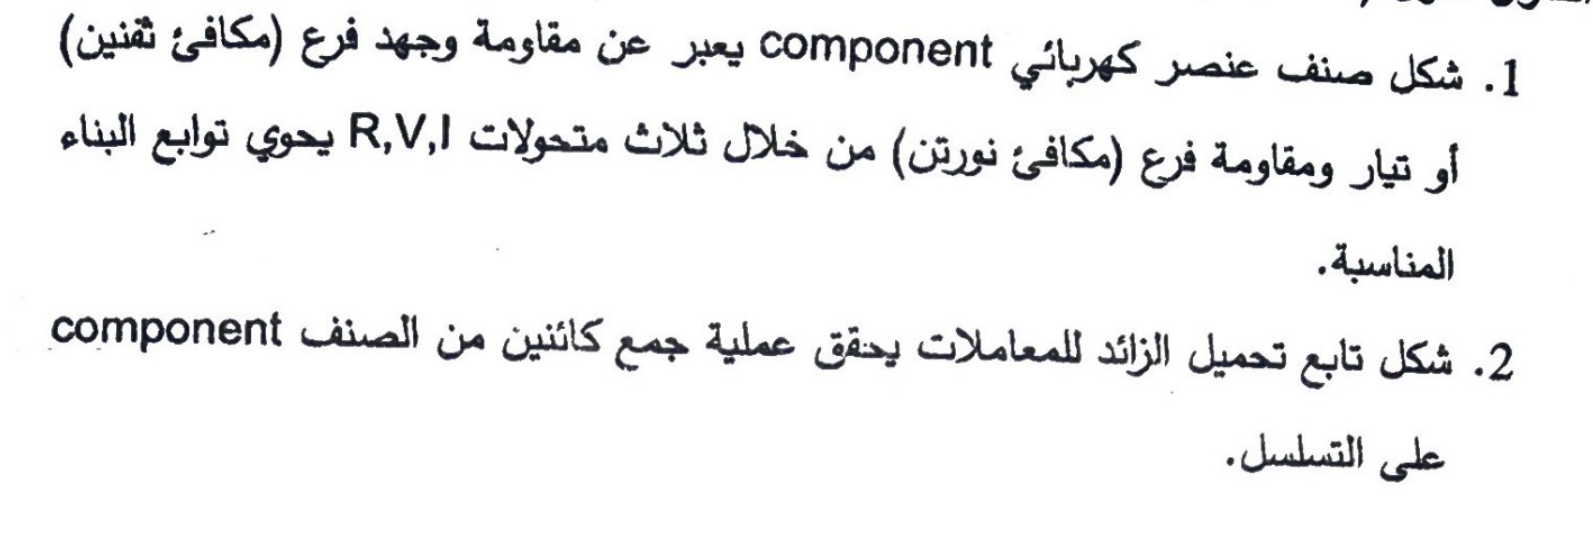 1. شكل صنف عنصر كهربائي component يعبر عن مقاومة وجهد فرع (مكافئ ثفنين)
أو تيار ومقاومة فرع (مكافئ نورتن) من خلال ثلاث متحولات R,V,I يحوي توابع البناء
المناسبة.
2. شكل تابع تحميل الزائد للمعاملات يحقق عملية جمع كائنين من الصنف component
على التسلسل.